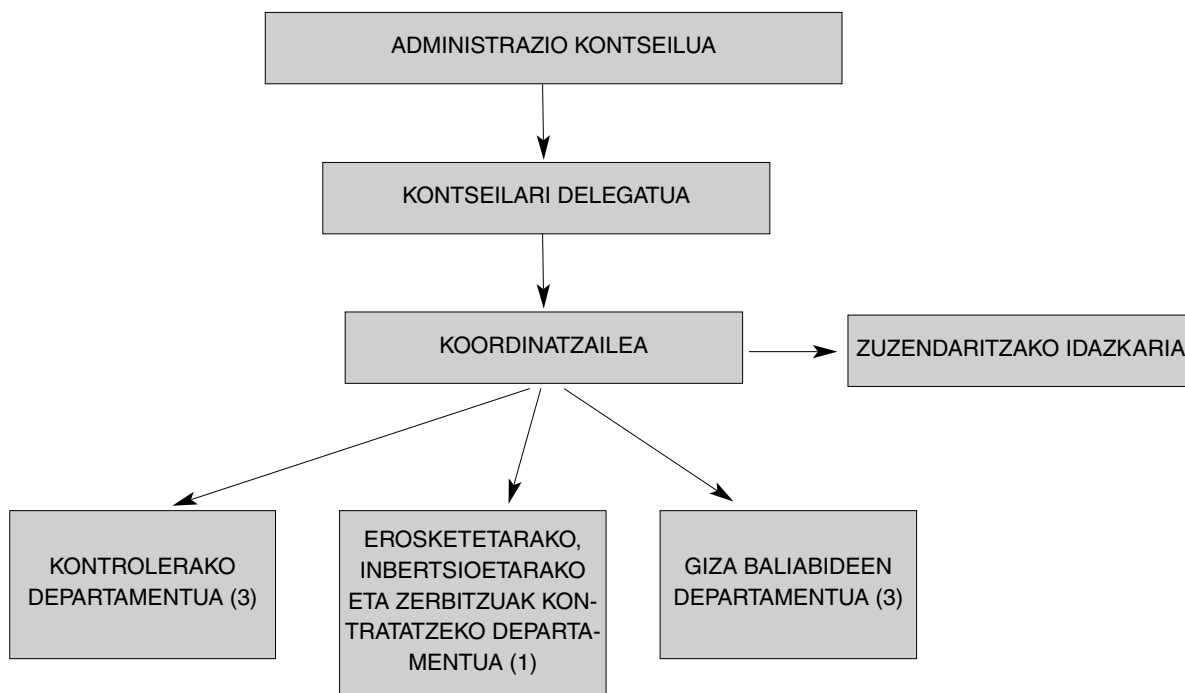 ADMINISTRAZIO KONTSEILUA
KONTSEILARI DELEGATUA
KOORDINATZAILEA
ZUZENDARITZAKO IDAZKARIA
KONTROLERAKO
DEPARTAMENTUA (3)
EROSKETETARAKO,
INBERTSIOETARAKO
ETA ZERBITZUAK KON-
TRATATZEKO DEPARTA-
MENTUA (1)
GIZA BALIABIDEEN
DEPARTAMENTUA (3)